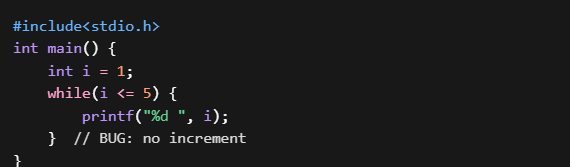 #include<stdio.h>
int main() {
    int i = 1;
    while(i <= 5) {
        printf("%d ", i);
    }  // BUG: no increment
}